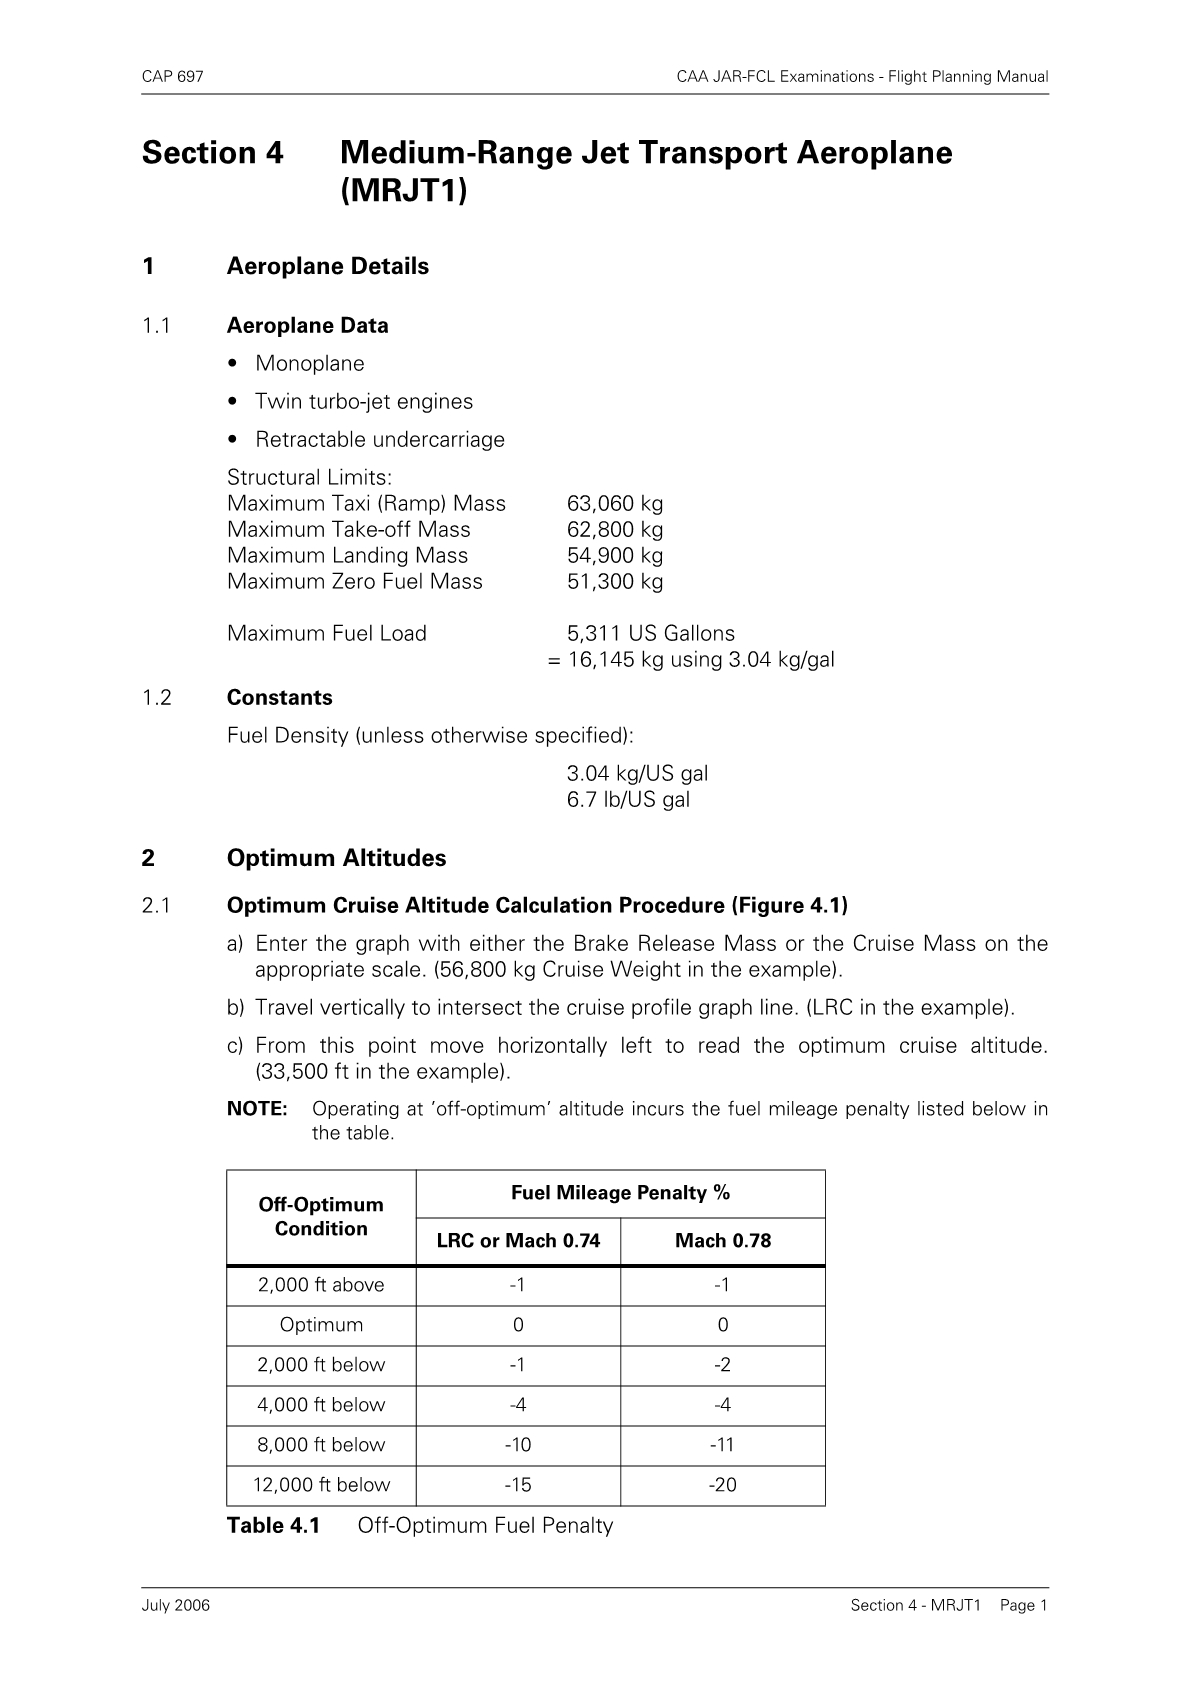 CAP 697 CAA JAR-FCL Examinations - Flight Planning Manual
Section 4 Medium-Range Jet Transport Aeroplane
(MRJT1)
1 Aeroplane Details
1.1 Aeroplane Data
• Monoplane
• Twin turbo-jet engines
• Retractable undercarriage
Structural Limits:
Maximum Taxi (Ramp) Mass 63,060 kg
Maximum Take-off Mass 62,800 kg
Maximum Landing Mass 54,900 kg
Maximum Zero Fuel Mass 51,300 kg
Maximum Fuel Load 5,311 US Gallons
= 16,145 kg using 3.04 kg/gal
1.2 Constants
Fuel Density (unless otherwise specified):
3.04 kg/US gal
6.7 lb/US gal
2 Optimum Altitudes
2.1 Optimum Cruise Altitude Calculation Procedure (Figure 4.1)
a) Enter the graph with either the Brake Release Mass or the Cruise Mass on the
appropriate scale. (56,800 kg Cruise Weight in the example).
b) Travel vertically to intersect the cruise profile graph line. (LRC in the example).
c) From this point move horizontally left to read the optimum cruise altitude.
(33,500 ft in the example).
NOTE: Operating at ’off-optimum’ altitude incurs the fuel mileage penalty listed below in
the table.
Off-Optimum
Condition
Fuel Mileage Penalty %
LRC or Mach 0.74 Mach 0.78
2,000 ft above -1 -1
Optimum 0 0
2,000 ft below -1 -2
4,000 ft below -4 -4
8,000 ft below -10 -11
12,000 ft below -15 -20
Table 4.1 Off-Optimum Fuel Penalty
July 2006 Section 4 - MRJT1 Page 1